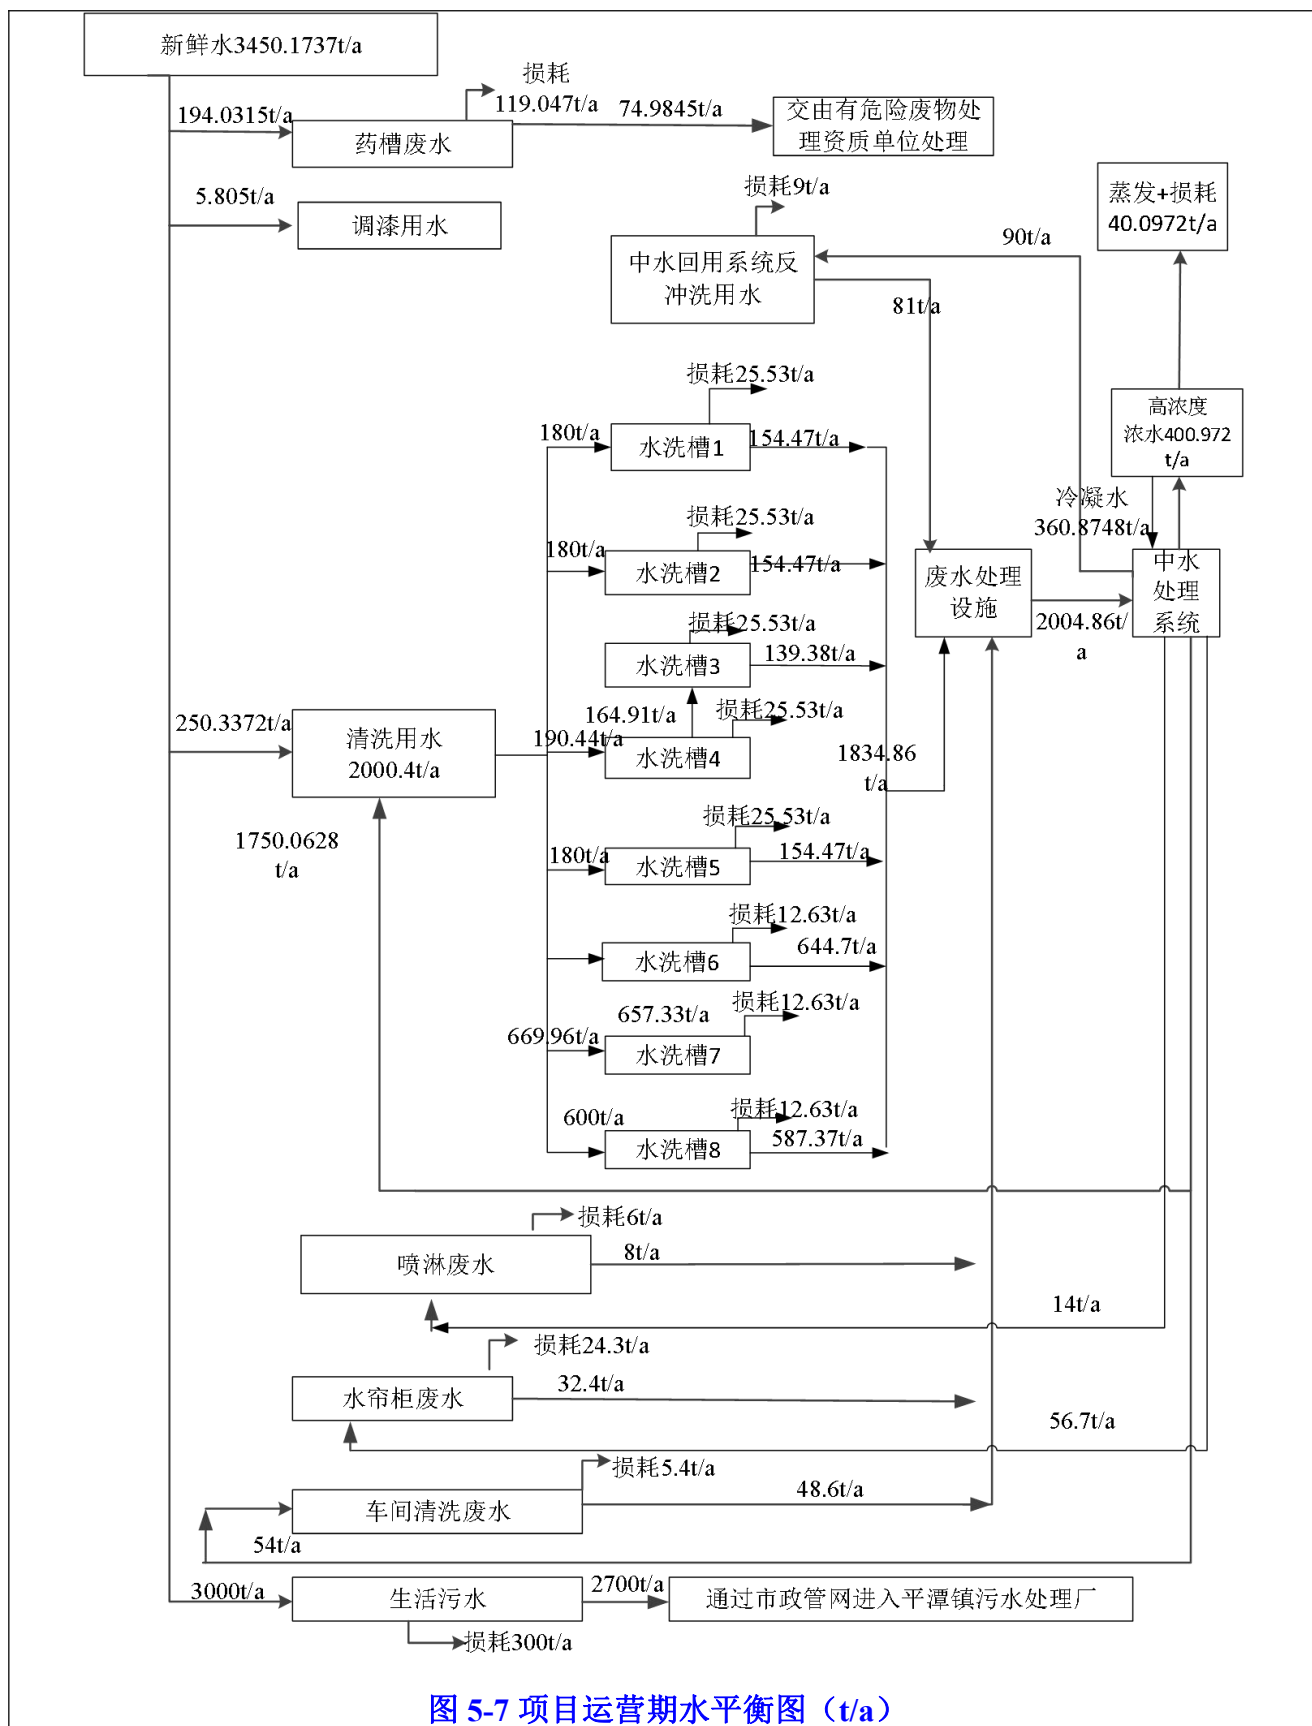 新鲜水3450.1737t/a
损耗
119.047t/a
194.0315t/a
74.9845t/a
药槽废水
交由有危险废物处
理资质单位处理
5.805t/a
调漆用水
损耗9t/a
中水回用系统反
冲洗用水
90t/a
81t/a
蒸发+损耗
40.0972t/a
高浓度
浓水400.972
t/a
冷凝水
360.8748t/a
损耗25.53t/a
180t/a
水洗槽1
154.47t/a
损耗25.53t/a
180t/a
水洗槽2
154.47t/a
废水处理
设施
中水
处理
系统
2004.86t/
a
损耗25.53t/a
水洗槽3
139.38t/a
164.91t/a
损耗25.53t/a
250.3372t/a
清洗用水
2000.4t/a
190.44t/a
水洗槽4
1834.86
t/a
1750.0628
t/a
损耗25.53t/a
180t/a
水洗槽5
154.47t/a
损耗12.63t/a
水洗槽6
644.7t/a
657.33t/a
损耗12.63t/a
669.96t/a
水洗槽7
600t/a
损耗12.63t/a
水洗槽8
587.37t/a
损耗6t/a
喷淋废水
8t/a
14t/a
损耗24.3t/a
水帘柜废水
32.4t/a
56.7t/a
损耗5.4t/a
车间清洗废水
48.6t/a
54t/a
3000t/a
生活污水
2700t/a
通过市政管网进入平潭镇污水处理厂
损耗300t/a
图 5-7 项目运营期水平衡图（t/a）